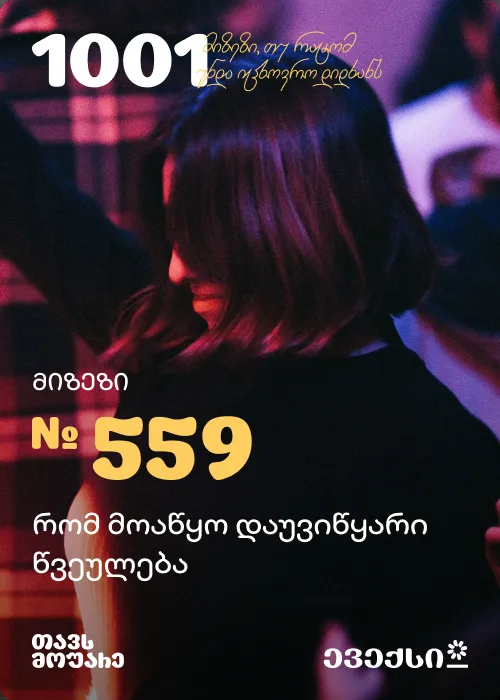 1001 მიზეზი, თუ რატომ
უნდა იცხოვრო დიდხანს
მიზეზი
№ 559
რომ მოაწყო დაუვიწყარი
წვეულება
თავს
მოუარე
ევექსი